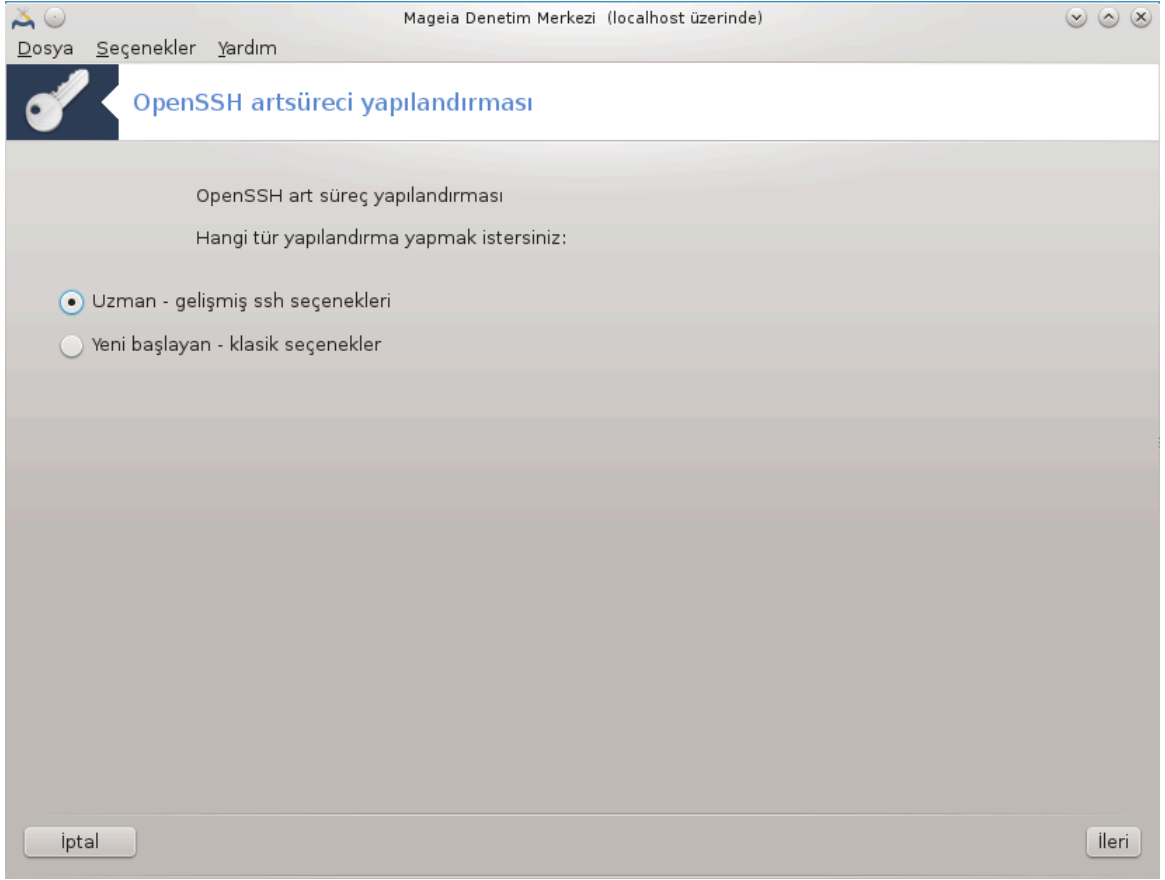 Mageia Denetim Merkezi (localhost üzerinde)
Dosya Seçenekler Yardım
OpenSSH artsüreci yapılandırması
OpenSSH art süreç yapılandırması
Hangi tür yapılandırma yapmak istersiniz:
Uzman - gelişmiş ssh seçenekleri
Yeni başlayan - klasik seçenekler
İptal
İleri